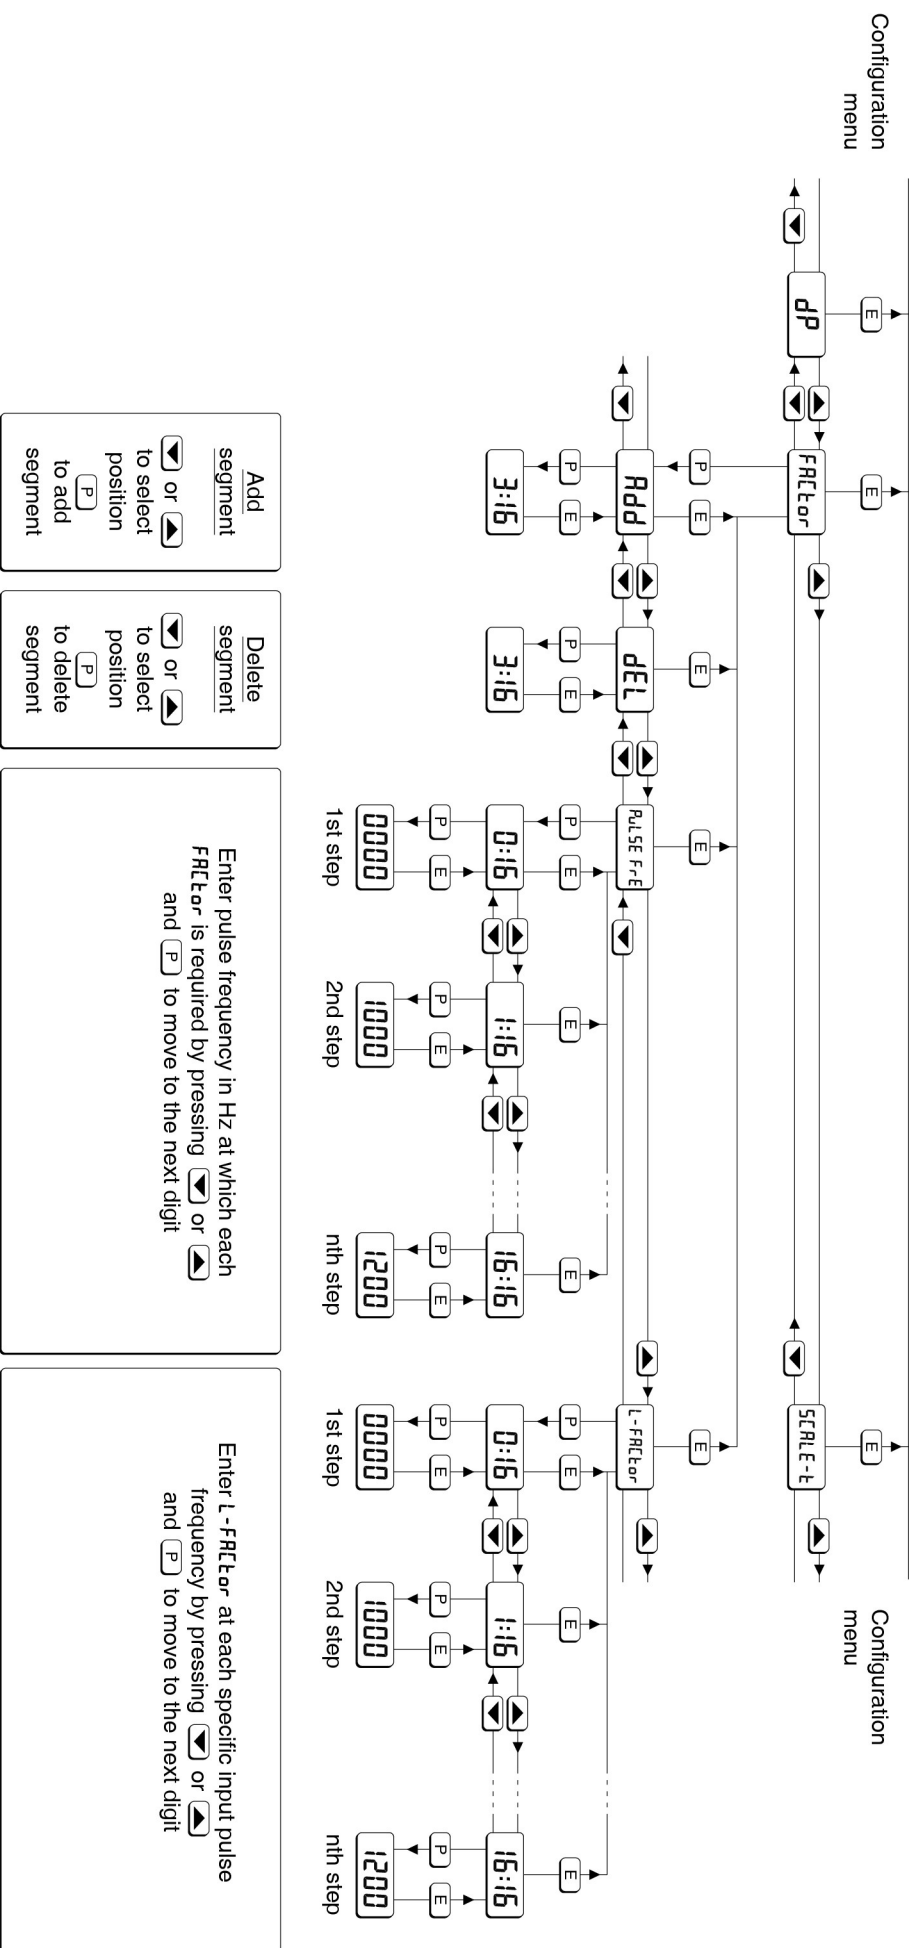 Configuration
menu
Configuration
menu
E
E
E
dP
FACtor
SCALE-t
P
E
E
E
E
Add
dEL
PuLSE FrE
L-FACtor
P
E
P
E
P
E
E
E
P
E
E
E
3:16
3:16
0:16
1:16
16:16
0:16
1:16
16:16
P
E
P
E
P
E
P
E
P
E
P
E
0000
1000
1200
0000
1000
1200
1st step
2nd step
nth step
1st step
2nd step
nth step
Add
segment
▼ or ▲
to select
position
P
to add
segment
Delete
segment
▼ or ▲
to select
position
P
to delete
segment
Enter pulse frequency in Hz at which each
FACtor is required by pressing ▼ or ▲
and P to move to the next digit
Enter L-FACtor at each specific input pulse
frequency by pressing ▼ or ▲
and P to move to the next digit